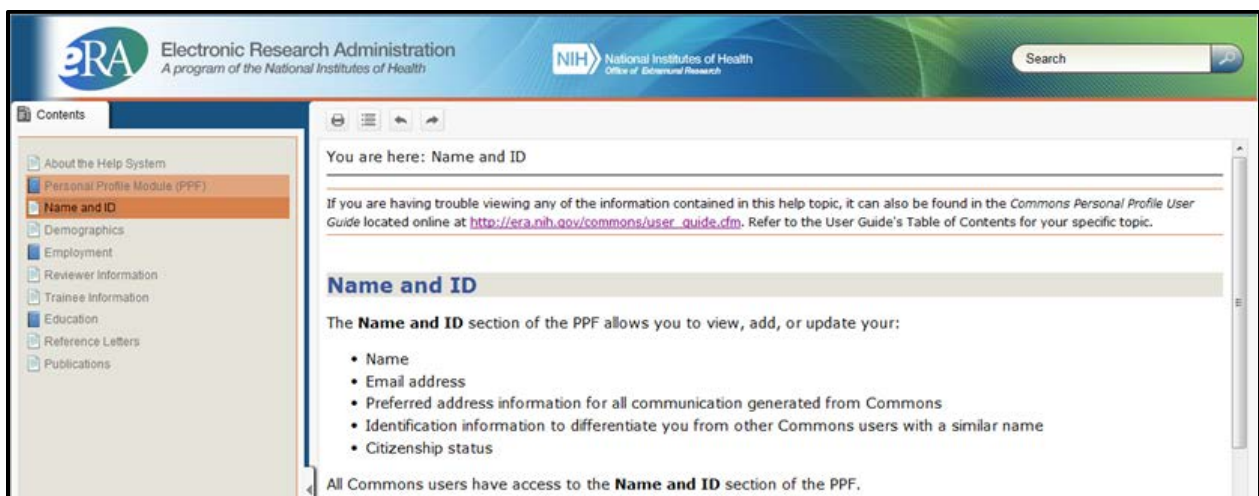 eRA
Electronic Research Administration
A program of the National Institutes of Health
NIH
National Institutes of Health
Office of Extramural Research
Search
Contents
About the Help System
Personal Profile Module (PPF)
Name and ID
Demographics
Employment
Reviewer Information
Trainee Information
Education
Reference Letters
Publications
You are here: Name and ID
If you are having trouble viewing any of the information contained in this help topic, it can also be found in the Commons Personal Profile User
Guide located online at http://era.nih.gov/commons/user_guide.cfm. Refer to the User Guide's Table of Contents for your specific topic.
Name and ID
The Name and ID section of the PPF allows you to view, add, or update your:
• Name
• Email address
• Preferred address information for all communication generated from Commons
• Identification information to differentiate you from other Commons users with a similar name
• Citizenship status
All Commons users have access to the Name and ID section of the PPF.